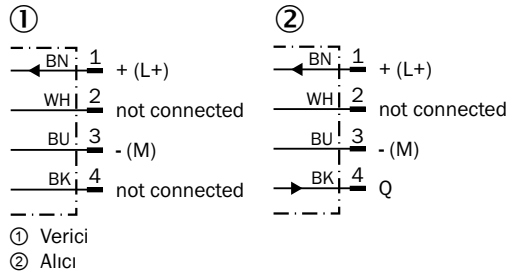 ① ②
BN 1 + (L+) BN 1 + (L+)
WH 2 not connected WH 2 not connected
BU 3 - (M) BU 3 - (M)
BK 4 not connected BK 4 Q
① Verici
② Alıcı